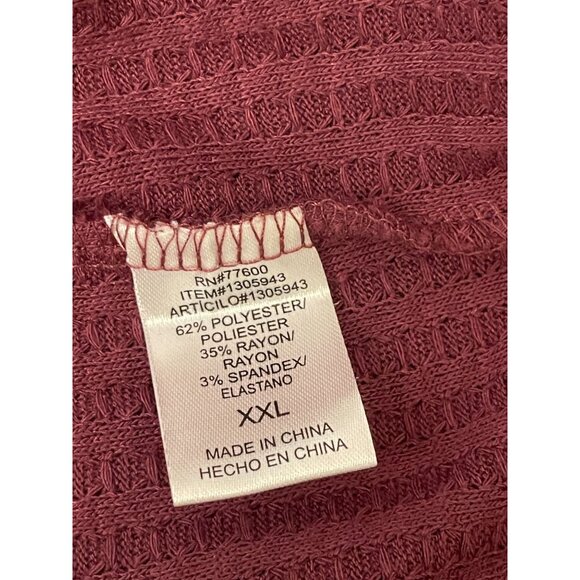 RN#77600
ITEM#1305943
ARTÍCILO#1305943
62% POLYESTER/
POLIESTER
35% RAYON/
RAYON
3% SPANDEX/
ELASTANO
XXL
MADE IN CHINA
HECHO EN CHINA